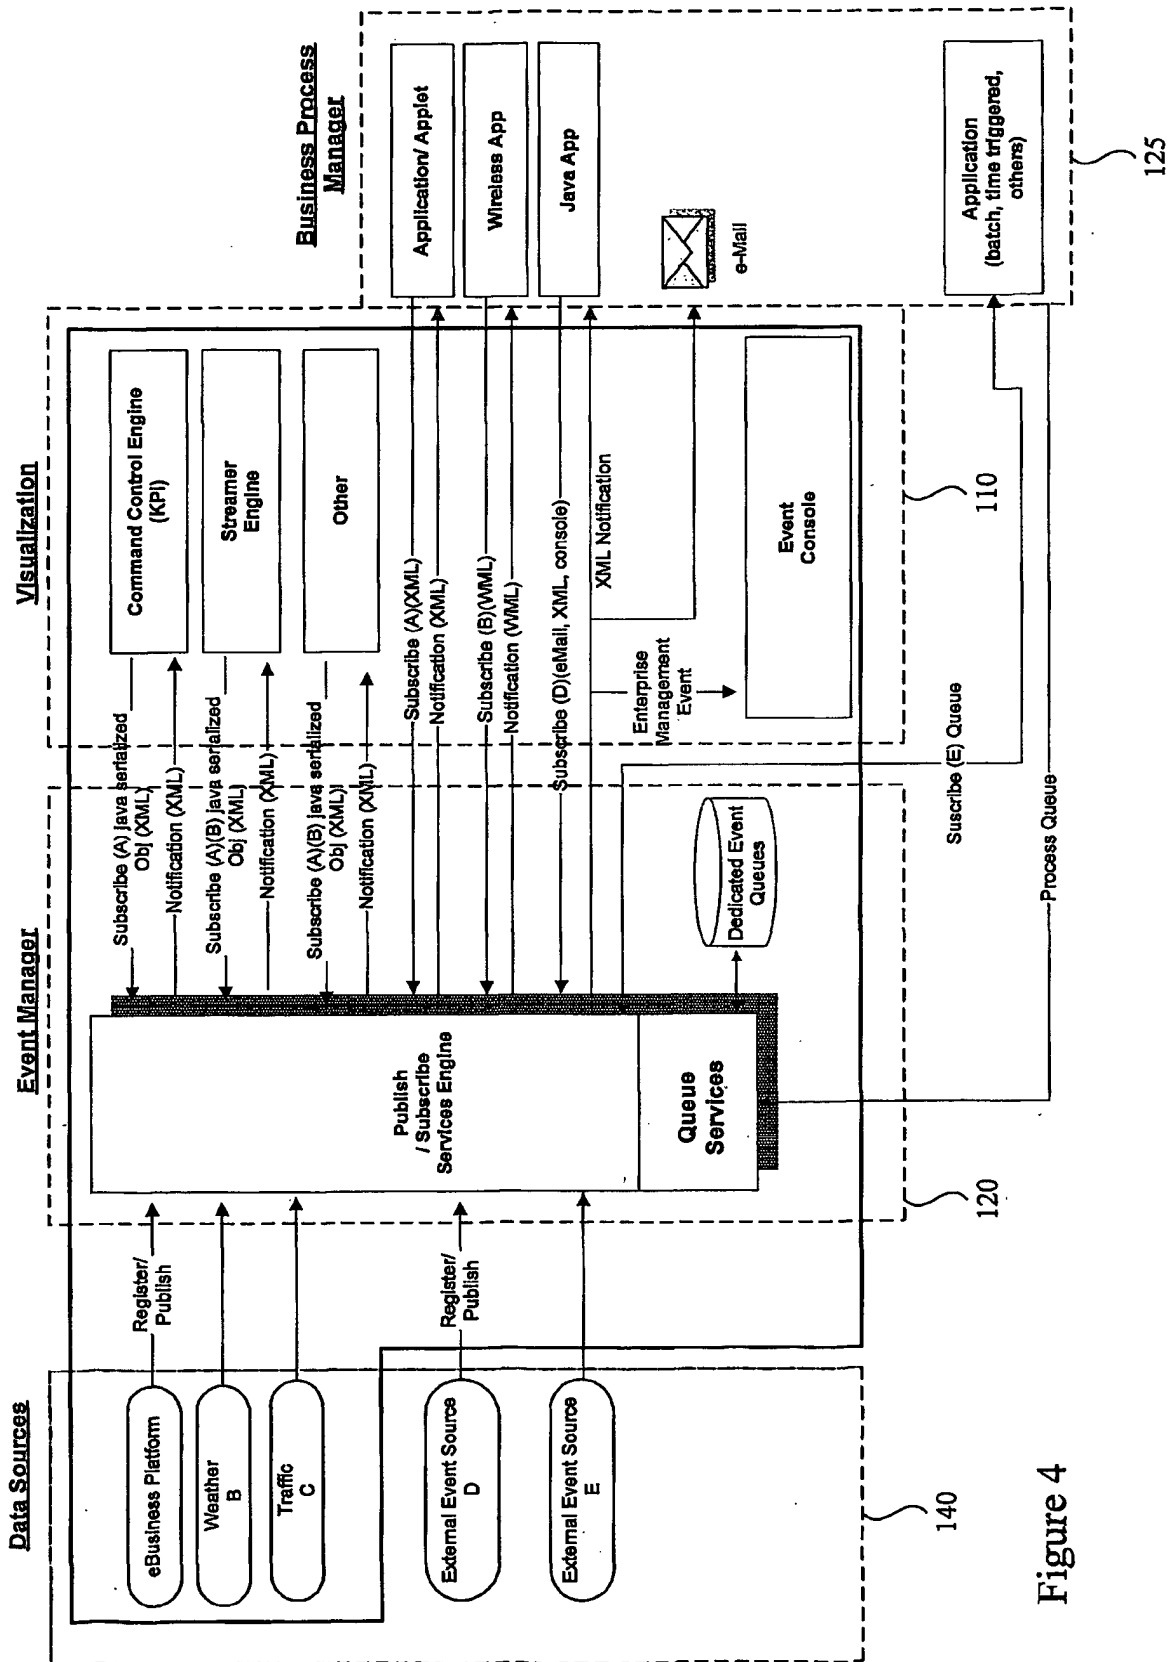 Data Sources
Event Manager
Visualization
Business Process
Manager
eBusiness Platform
Weather
B
Traffic
C
External Event Source
D
External Event Source
E
140
Register/
Publish
Register/
Publish
Publish
/ Subscribe
Services Engine
Queue
Services
120
Subscribe (A) java serialized
Obj (XML)
Notification (XML)
Subscribe (A)(B) java serialized
Obj (XML)
Notification (XML)
Subscribe (A)(B) java serialized
Obj (XML)
Notification (XML)
Dedicated Event
Queues
Command Control Engine
(KPI)
Streamer
Engine
Other
Subscribe (A)(XML)
Notification (XML)
Subscribe (B)(WML)
Notification (WML)
Subscribe (D)(eMail, XML, console)
XML Notification
Enterprise
Management
Event
Event
Console
110
Suscribe (E) Queue
Process Queue
Application/ Applet
Wireless App
Java App
e-Mail
Application
(batch, time triggered,
others)
125
Figure 4